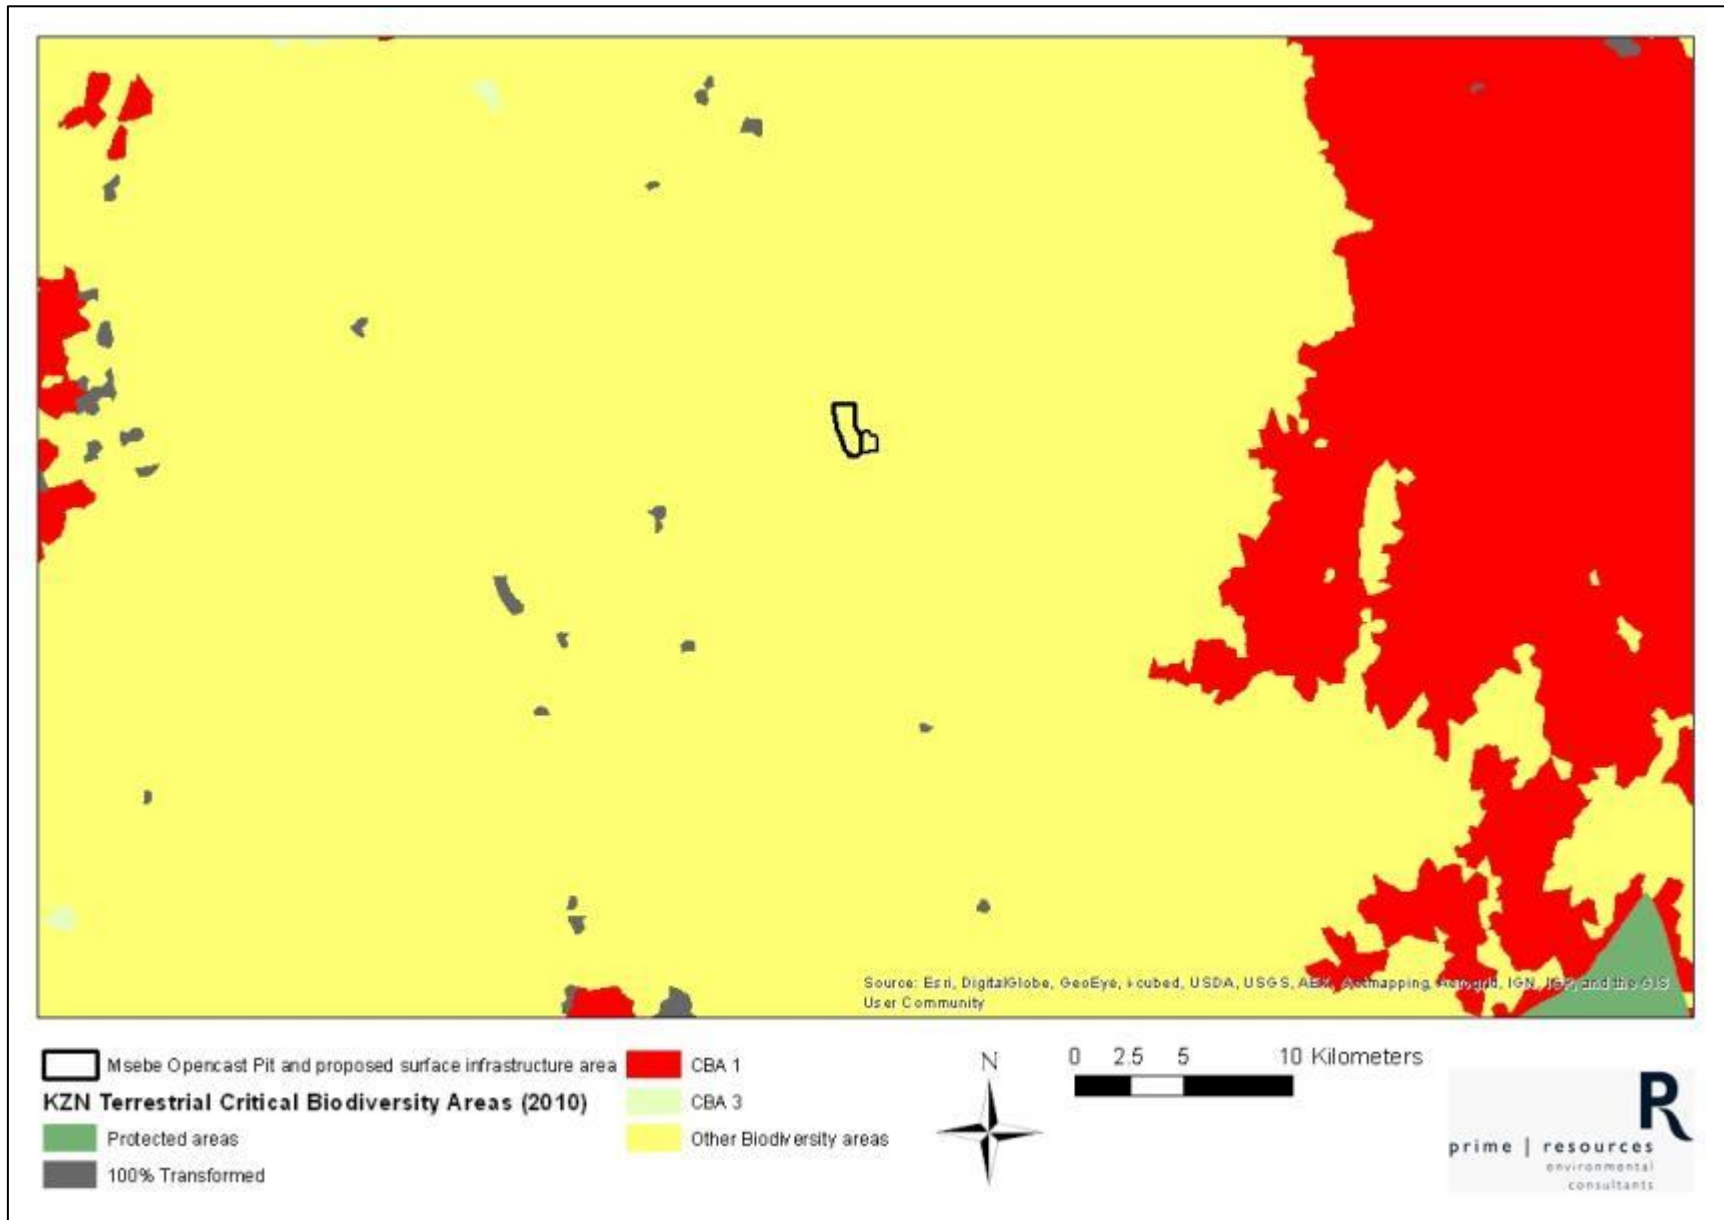 Source: Esri, DigitalGlobe, GeoEye, i-cubed, USDA, USGS, AEX, Getmapping, Aerogrid, IGN, IGP, and the GIS
User Community
Msebe Opencast Pit and proposed surface infrastructure area
KZN Terrestrial Critical Biodiversity Areas (2010)
Protected areas
100% Transformed
CBA 1
CBA 3
Other Biodiversity areas
N
0 2.5 5 10 Kilometers
R
prime | resources
environmental
consultants